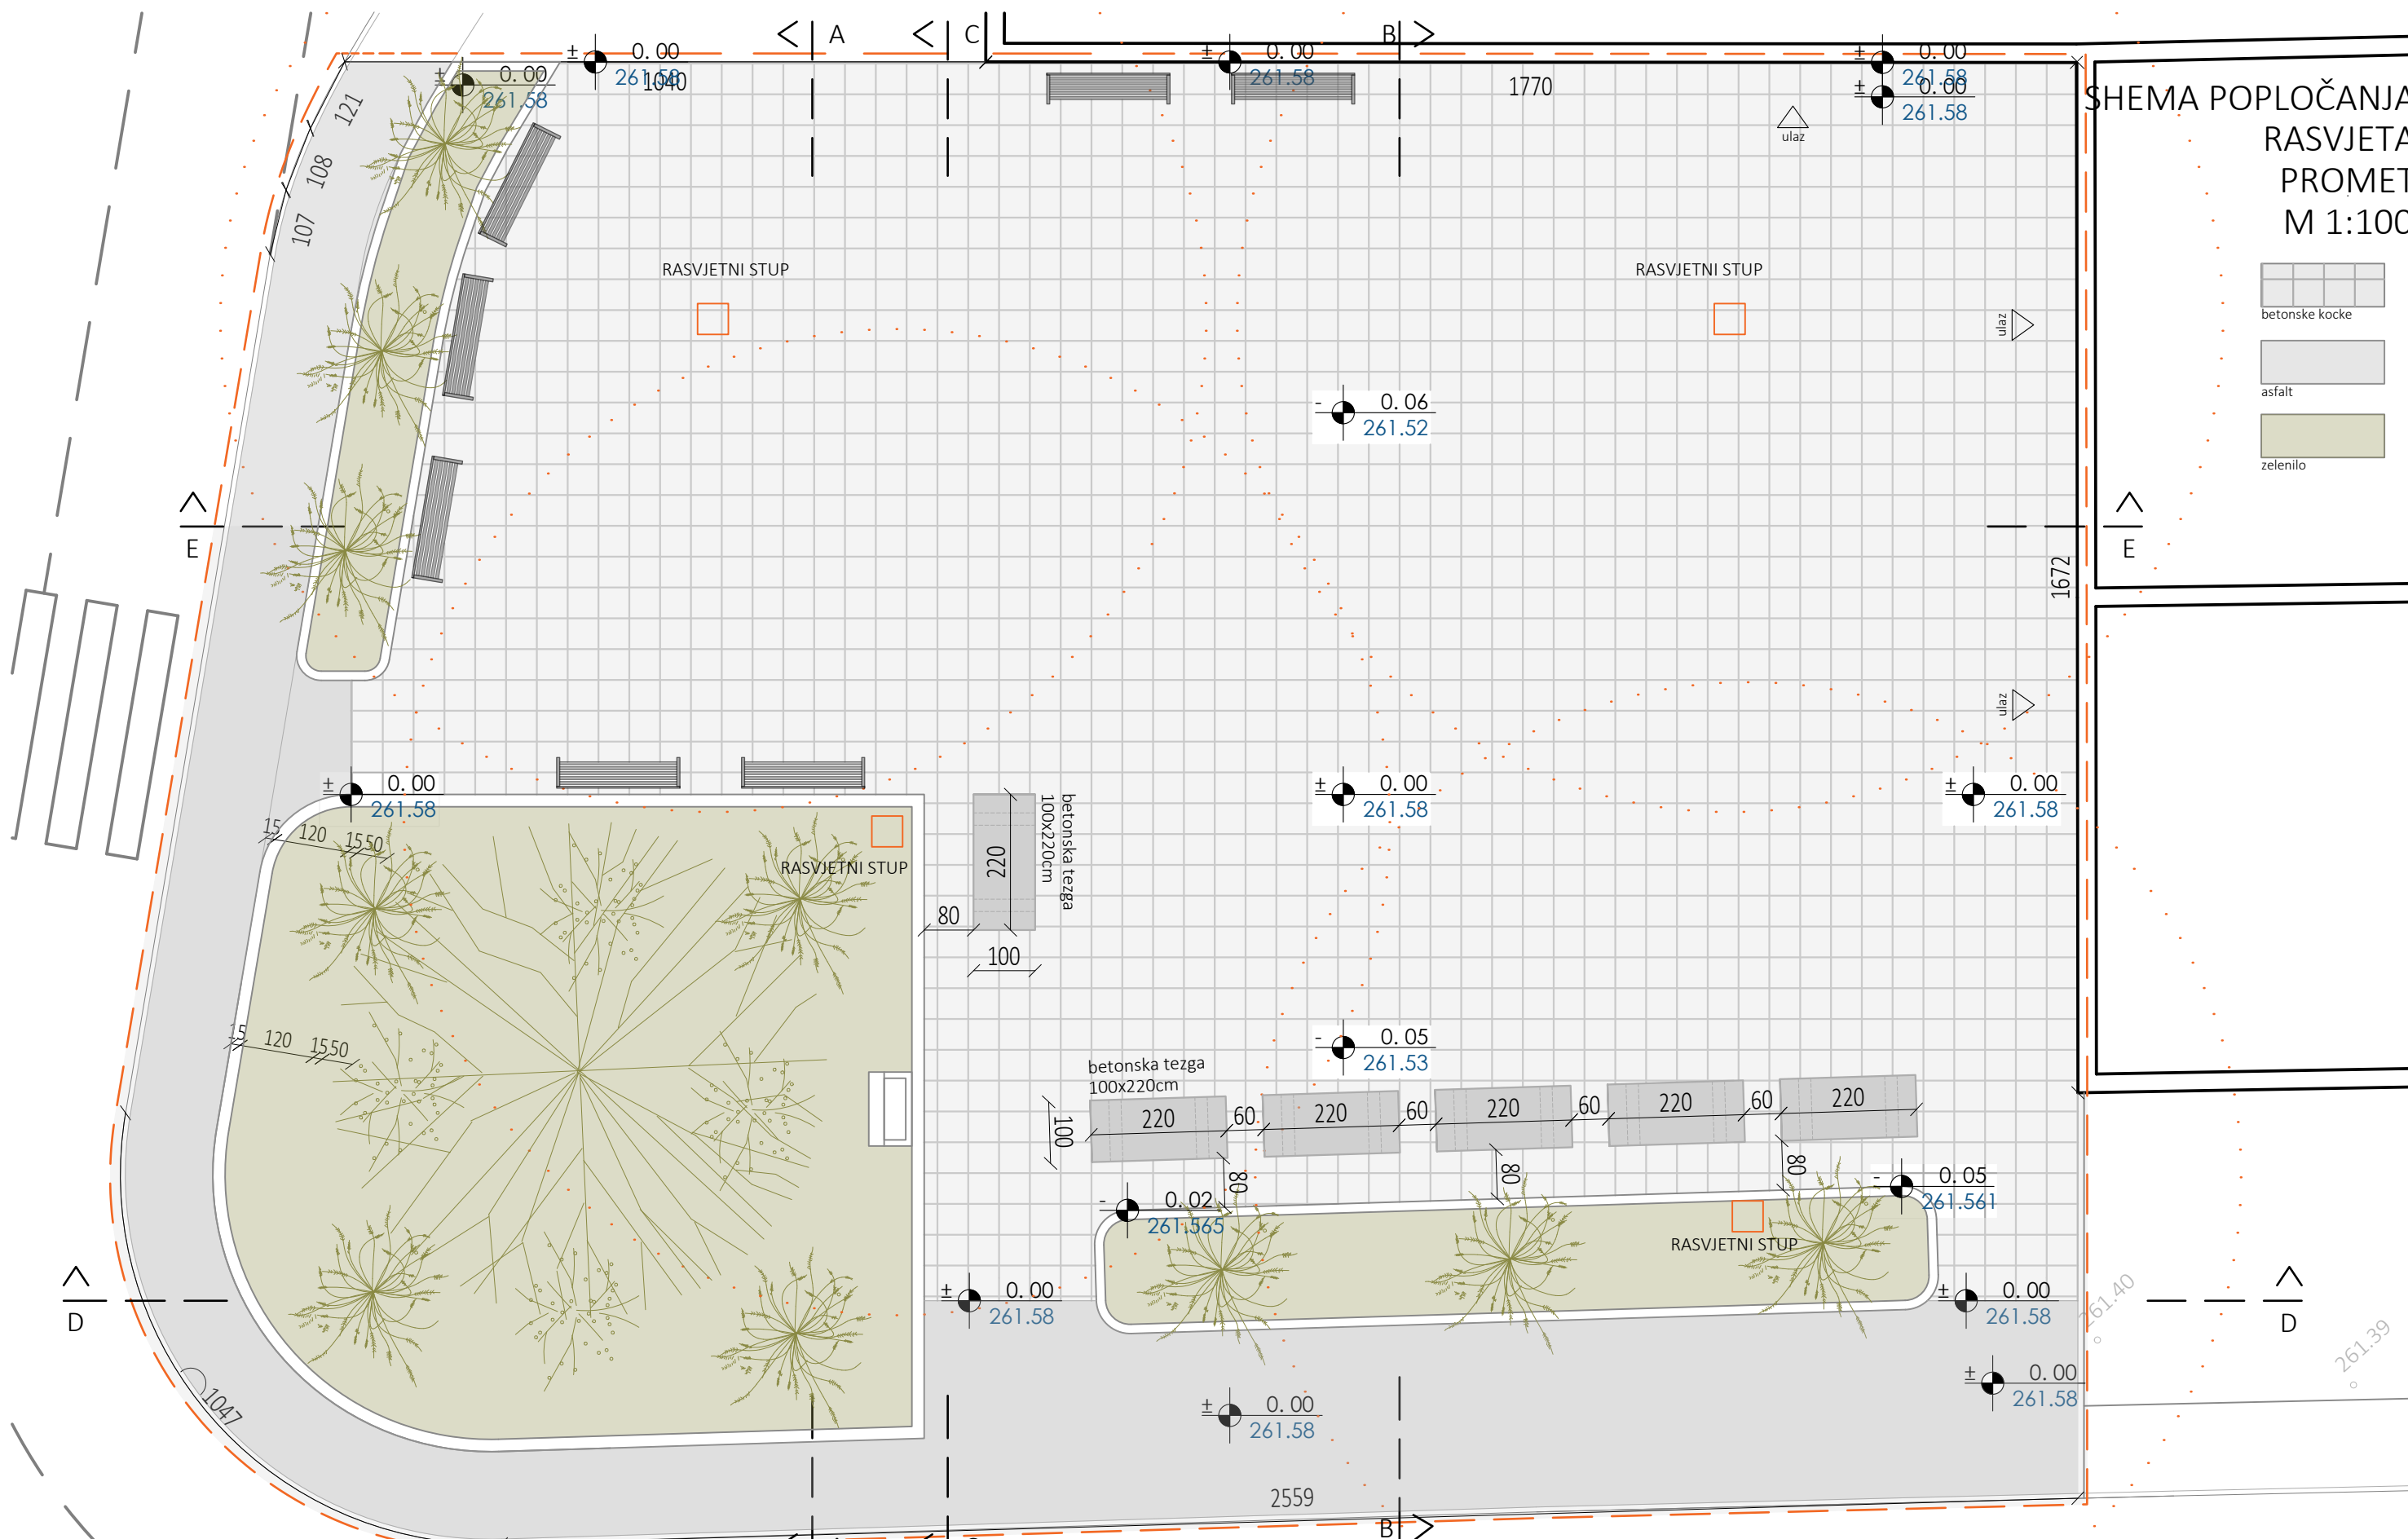 A
C
B
± 0.00
261.58
± 0.00
261.58
1040
± 0.00
261.58
1770
± 0.00
261.58
± 0.00
261.58
SHEMA POPLOČANJA
RASVJETA
PROMET
M 1:100
121
108
107
ulaz
RASVJETNI STUP
RASVJETNI STUP
ulaz
betonske kocke
asfalt
zelenilo
- 0.06
261.52
E
E
1672
ulaz
± 0.00
261.58
± 0.00
261.58
± 0.00
261.58
15 120 1550
RASVJETNI STUP
220
betonska tezga
100x220cm
80
100
15 120 1550
- 0.05
261.53
betonska tezga
100x220cm
100
220 60 220 60 220 60 220 60 220
80
80
80
- 0.02
261.565
- 0.05
261.561
RASVJETNI STUP
± 0.00
261.58
± 0.00
261.58
261.40
261.39
D
D
± 0.00
261.58
± 0.00
261.58
1047
2559
B